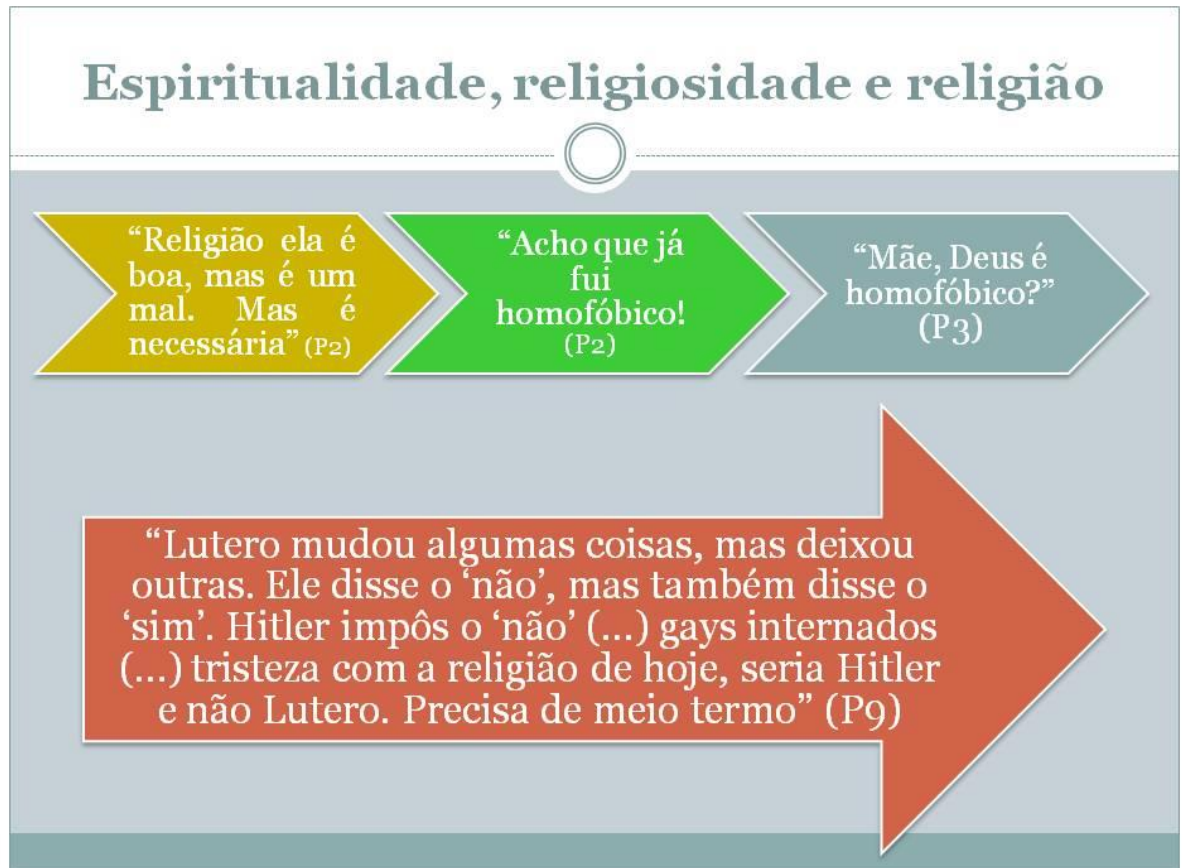 Espiritualidade, religiosidade e religião
“Religião ela é
boa, mas é um
mal. Mas é
necessária” (P2)
“Acho que já
fui
homofóbico!
(P2)
“Mãe, Deus é
homofóbico?”
(P3)
“Lutero mudou algumas coisas, mas deixou
outras. Ele disse o ‘não’, mas também disse o
‘sim’. Hitler impôs o ‘não’ (...) gays internados
(...) tristeza com a religião de hoje, seria Hitler
e não Lutero. Precisa de meio termo” (P9)